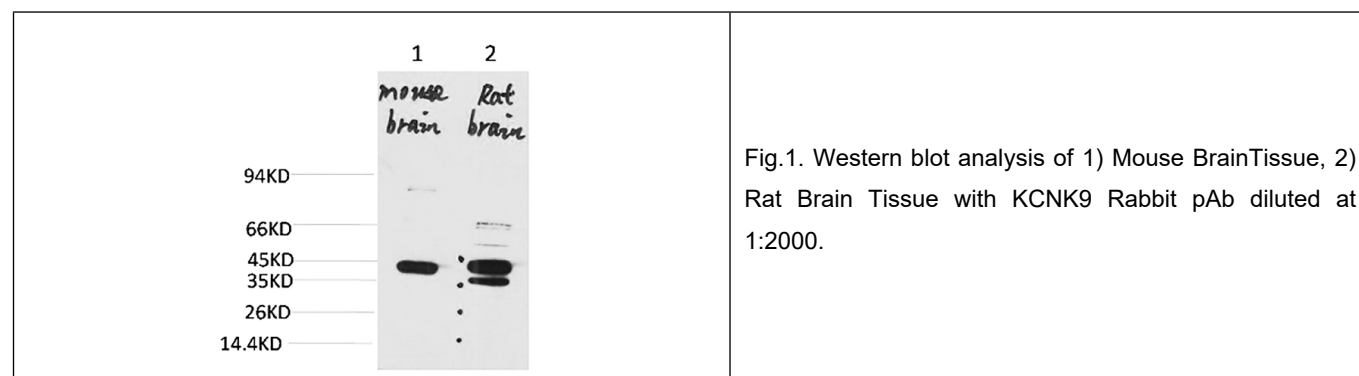 1 2
mouse Rat
brain brain
94KD
66KD
45KD
35KD
26KD
14.4KD
Fig.1. Western blot analysis of 1) Mouse BrainTissue, 2)
Rat Brain Tissue with KCNK9 Rabbit pAb diluted at
1:2000.